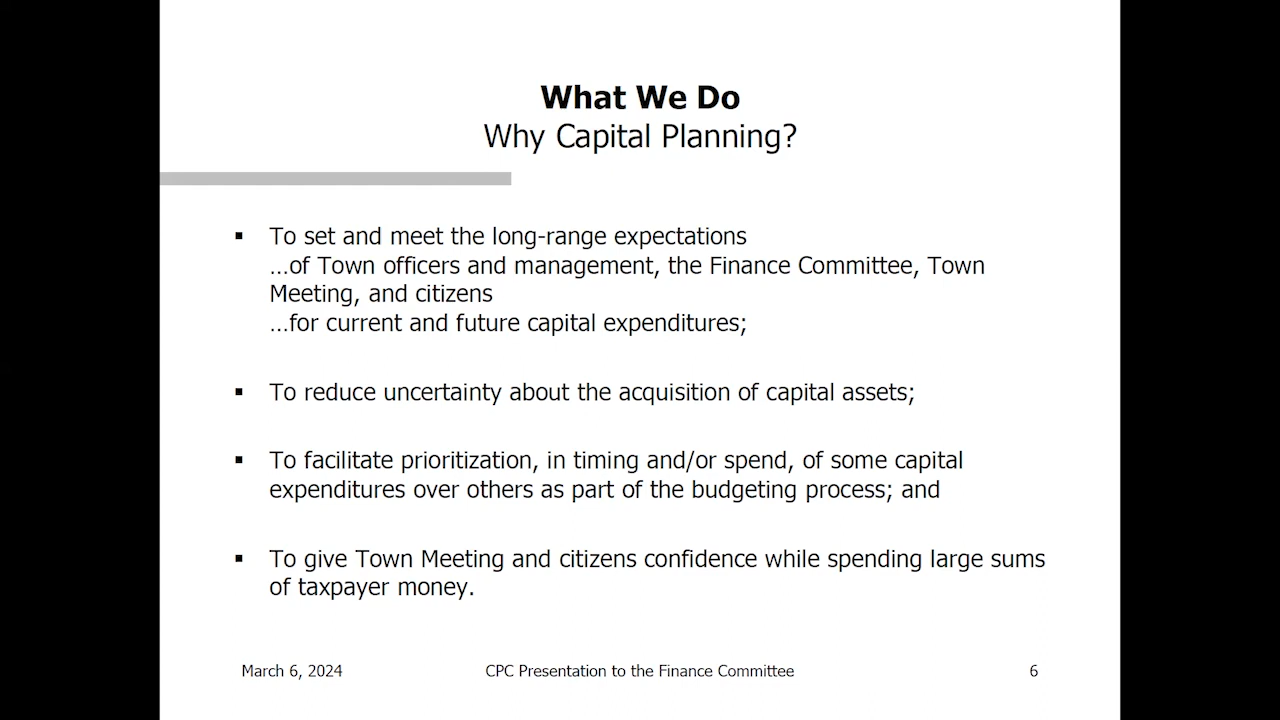 What We Do
Why Capital Planning?
▪ To set and meet the long-range expectations
…of Town officers and management, the Finance Committee, Town
Meeting, and citizens
…for current and future capital expenditures;
▪ To reduce uncertainty about the acquisition of capital assets;
▪ To facilitate prioritization, in timing and/or spend, of some capital
expenditures over others as part of the budgeting process; and
▪ To give Town Meeting and citizens confidence while spending large sums
of taxpayer money.
March 6, 2024 CPC Presentation to the Finance Committee 6